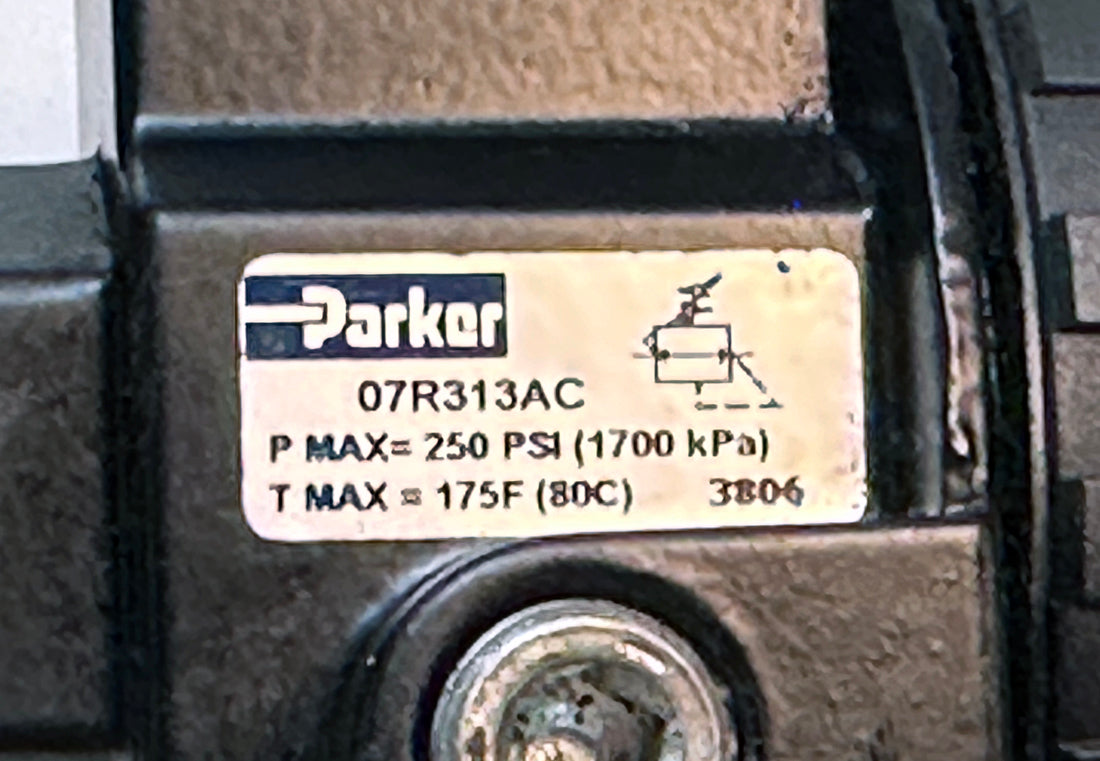 Parker
07R313AC
P MAX= 250 PSI (1700 kPa)
T MAX = 175F (80C) 3806